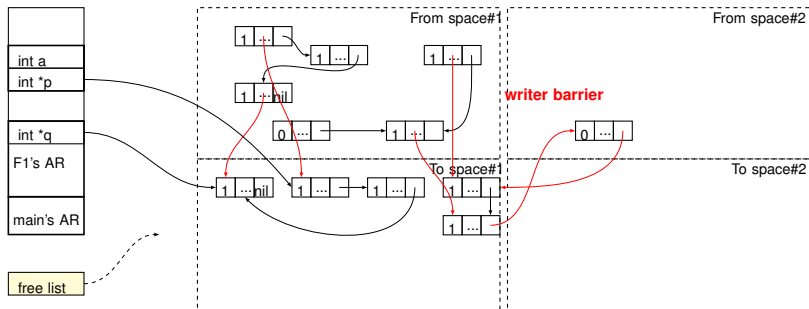 From space#1
From space#2
1 ...
int a
1 ...
1 ...
int *p
1 ... nil
writer barrier
int *q
0 ...
1 ...
0 ...
F1's AR
To space#1
To space#2
1 ... nil
1 ...
1 ...
1 ...
main's AR
1 ...
free list